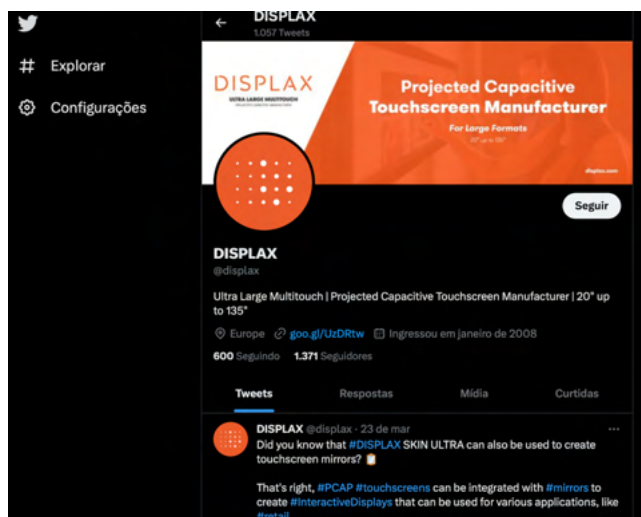 DISPLAX
1.057 Tweets
# Explorar
Configurações
DISPLAX
ULTRA LARGE MULTITOUCH
Projected Capacitive
Touchscreen Manufacturer
For Large Formats
displax.com
Seguir
DISPLAX
@displax
Ultra Large Multitouch | Projected Capacitive Touchscreen Manufacturer | 20" up
to 135"
Europe goo.gl/UzDRtw Ingressou em janeiro de 2008
600 Seguindo 1.371 Seguidores
Tweets Respostas Mídia Curtidas
DISPLAX @displax · 23 de mar
Did you know that #DISPLAX SKIN ULTRA can also be used to create
touchscreen mirrors? 📋
That's right, #PCAP #touchscreens can be integrated with #mirrors to
create #InteractiveDisplays that can be used for various applications, like
#retail